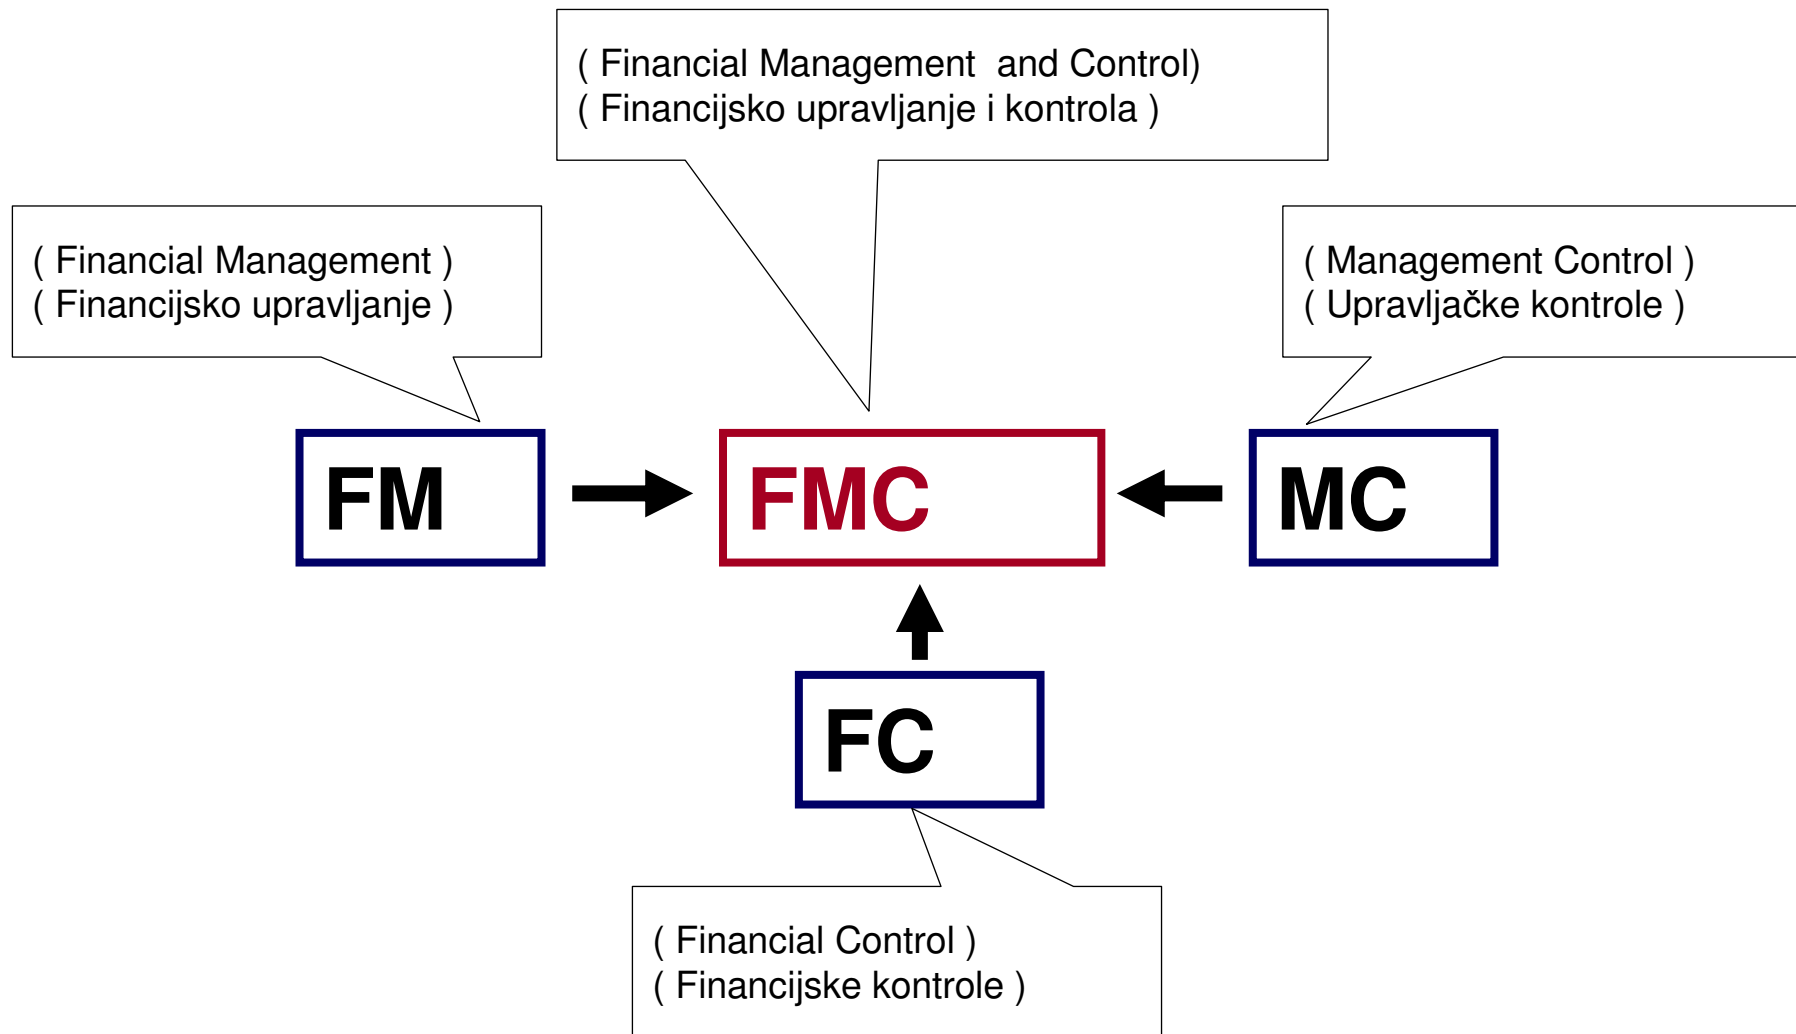 ( Financial Management and Control)
( Financijsko upravljanje i kontrola )
( Financial Management )
( Financijsko upravljanje )
( Management Control )
( Upravljačke kontrole )
FM
FMC
MC
FC
( Financial Control )
( Financijske kontrole )